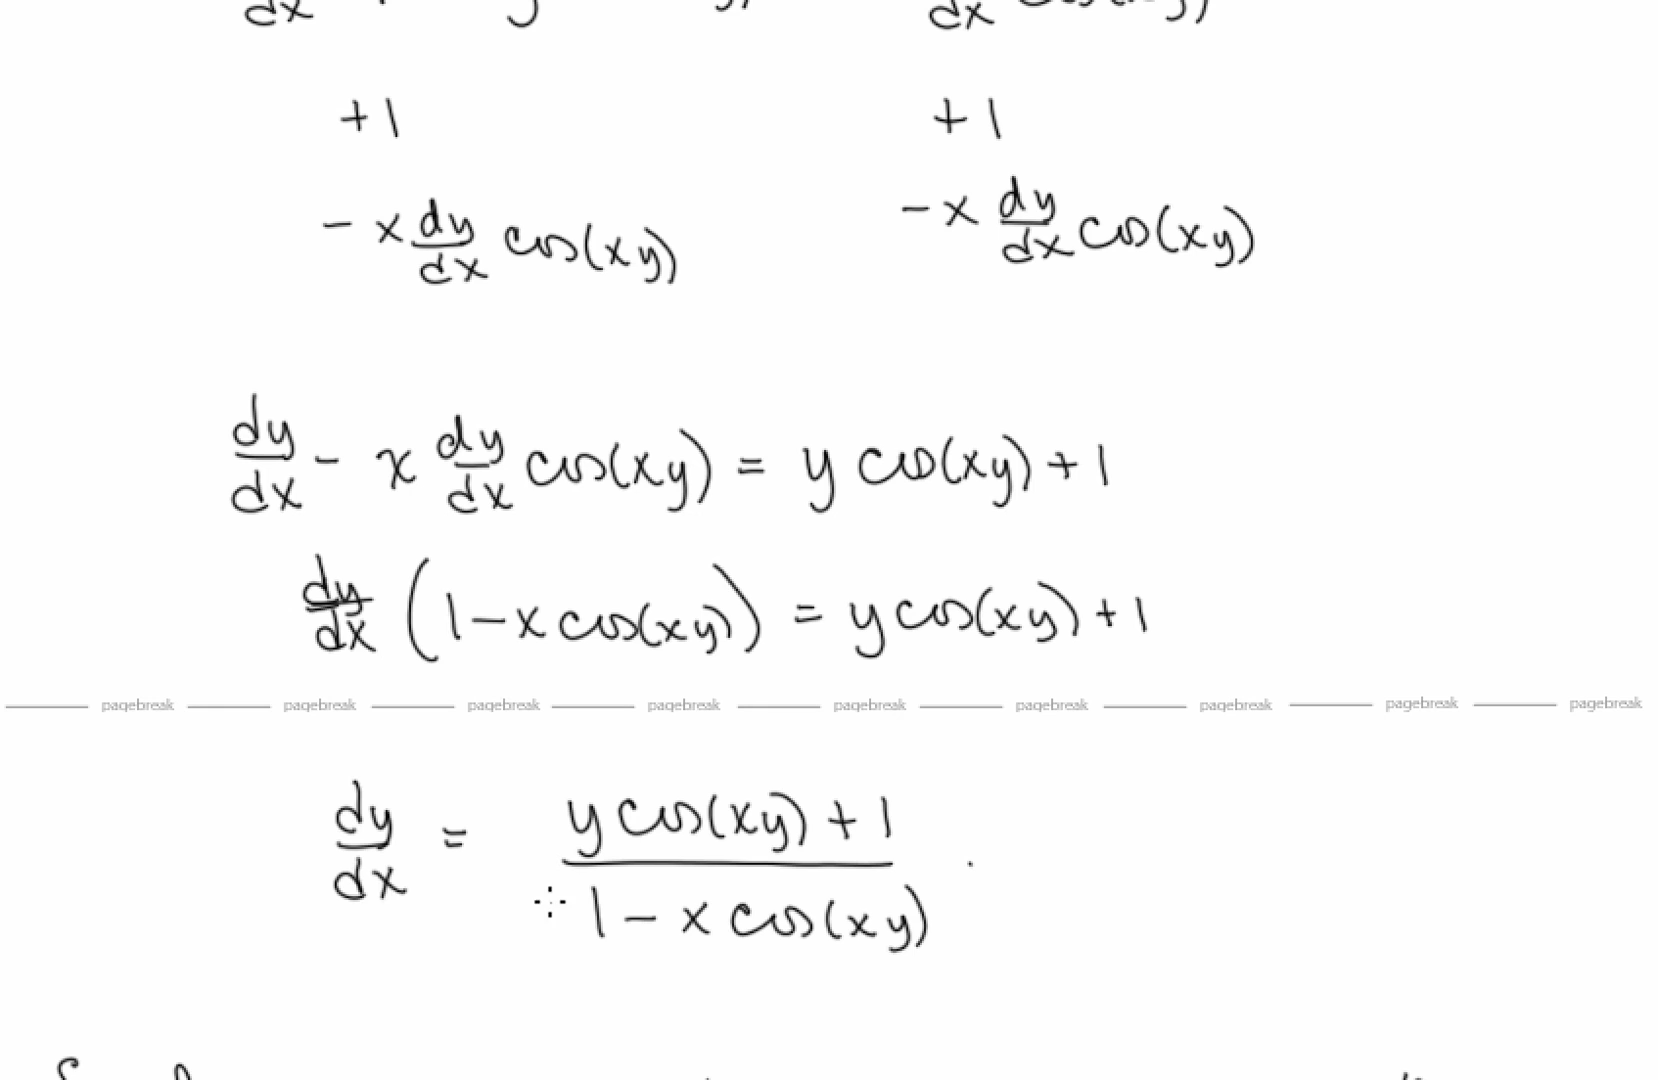 +1 +1
- x dy/dx cos(xy) - x dy/dx cos(xy)
dy/dx - x dy/dx cos(xy) = y cos(xy) + 1
dy/dx (1 - x cos(xy)) = y cos(xy) + 1
pagebreak pagebreak pagebreak pagebreak pagebreak pagebreak pagebreak pagebreak pagebreak
dy/dx = y cos(xy) + 1 / 1 - x cos(xy) .